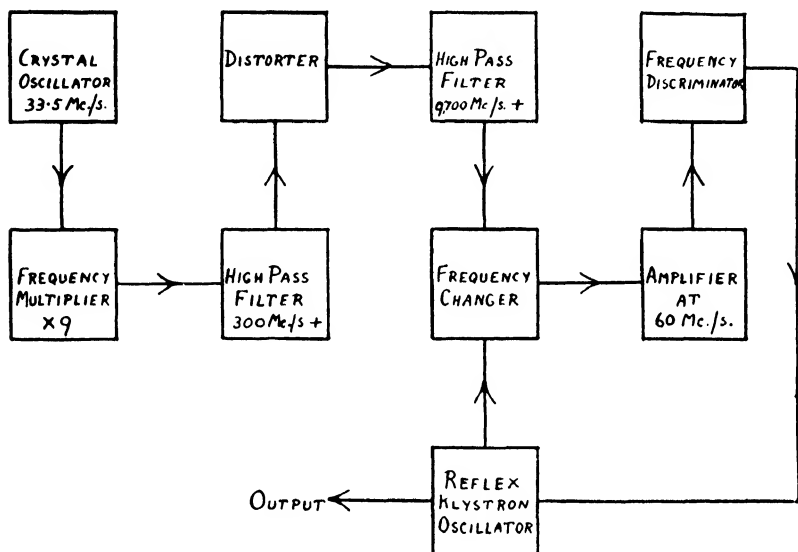 CRYSTAL
OSCILLATOR
33.5 Mc./s.
DISTORTER
HIGH PASS
FILTER
9,700 Mc/s. +
FREQUENCY
DISCRIMINATOR
FREQUENCY
MULTIPLIER
×9
HIGH PASS
FILTER
300 Mc/s +
FREQUENCY
CHANGER
AMPLIFIER
AT
60 Mc./s.
OUTPUT
REFLEX
KLYSTRON
OSCILLATOR